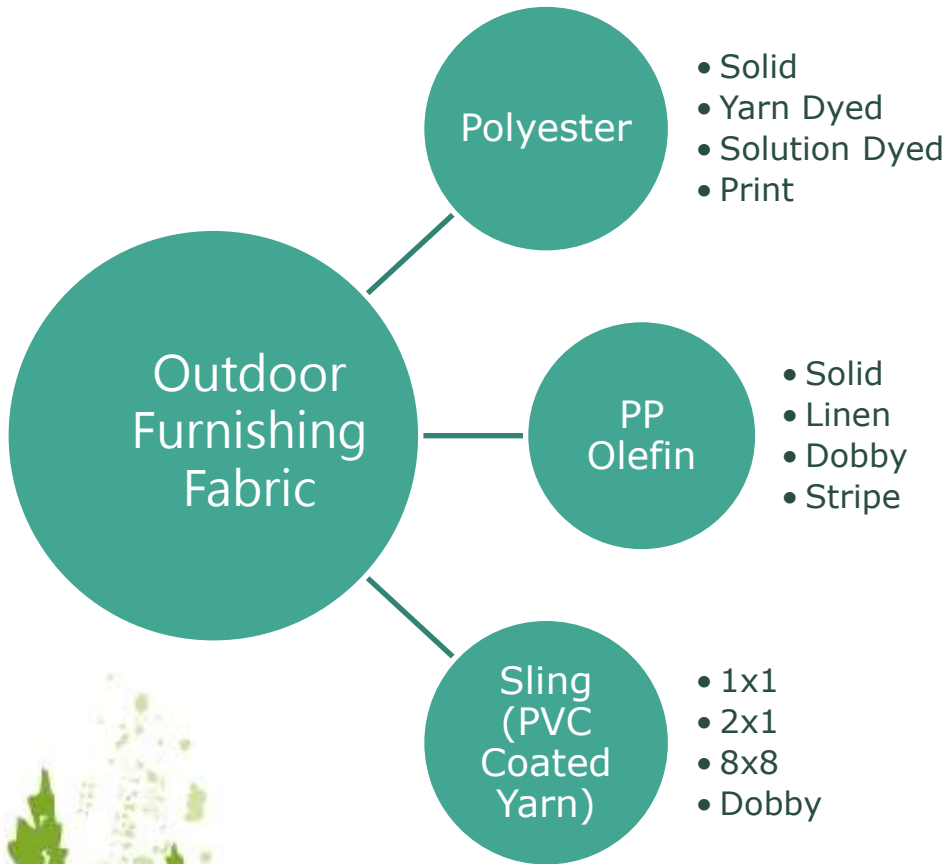 Polyester
• Solid
• Yarn Dyed
• Solution Dyed
• Print
Outdoor
Furnishing
Fabric
PP
Olefin
• Solid
• Linen
• Dobby
• Stripe
Sling
(PVC
Coated
Yarn)
• 1x1
• 2x1
• 8x8
• Dobby